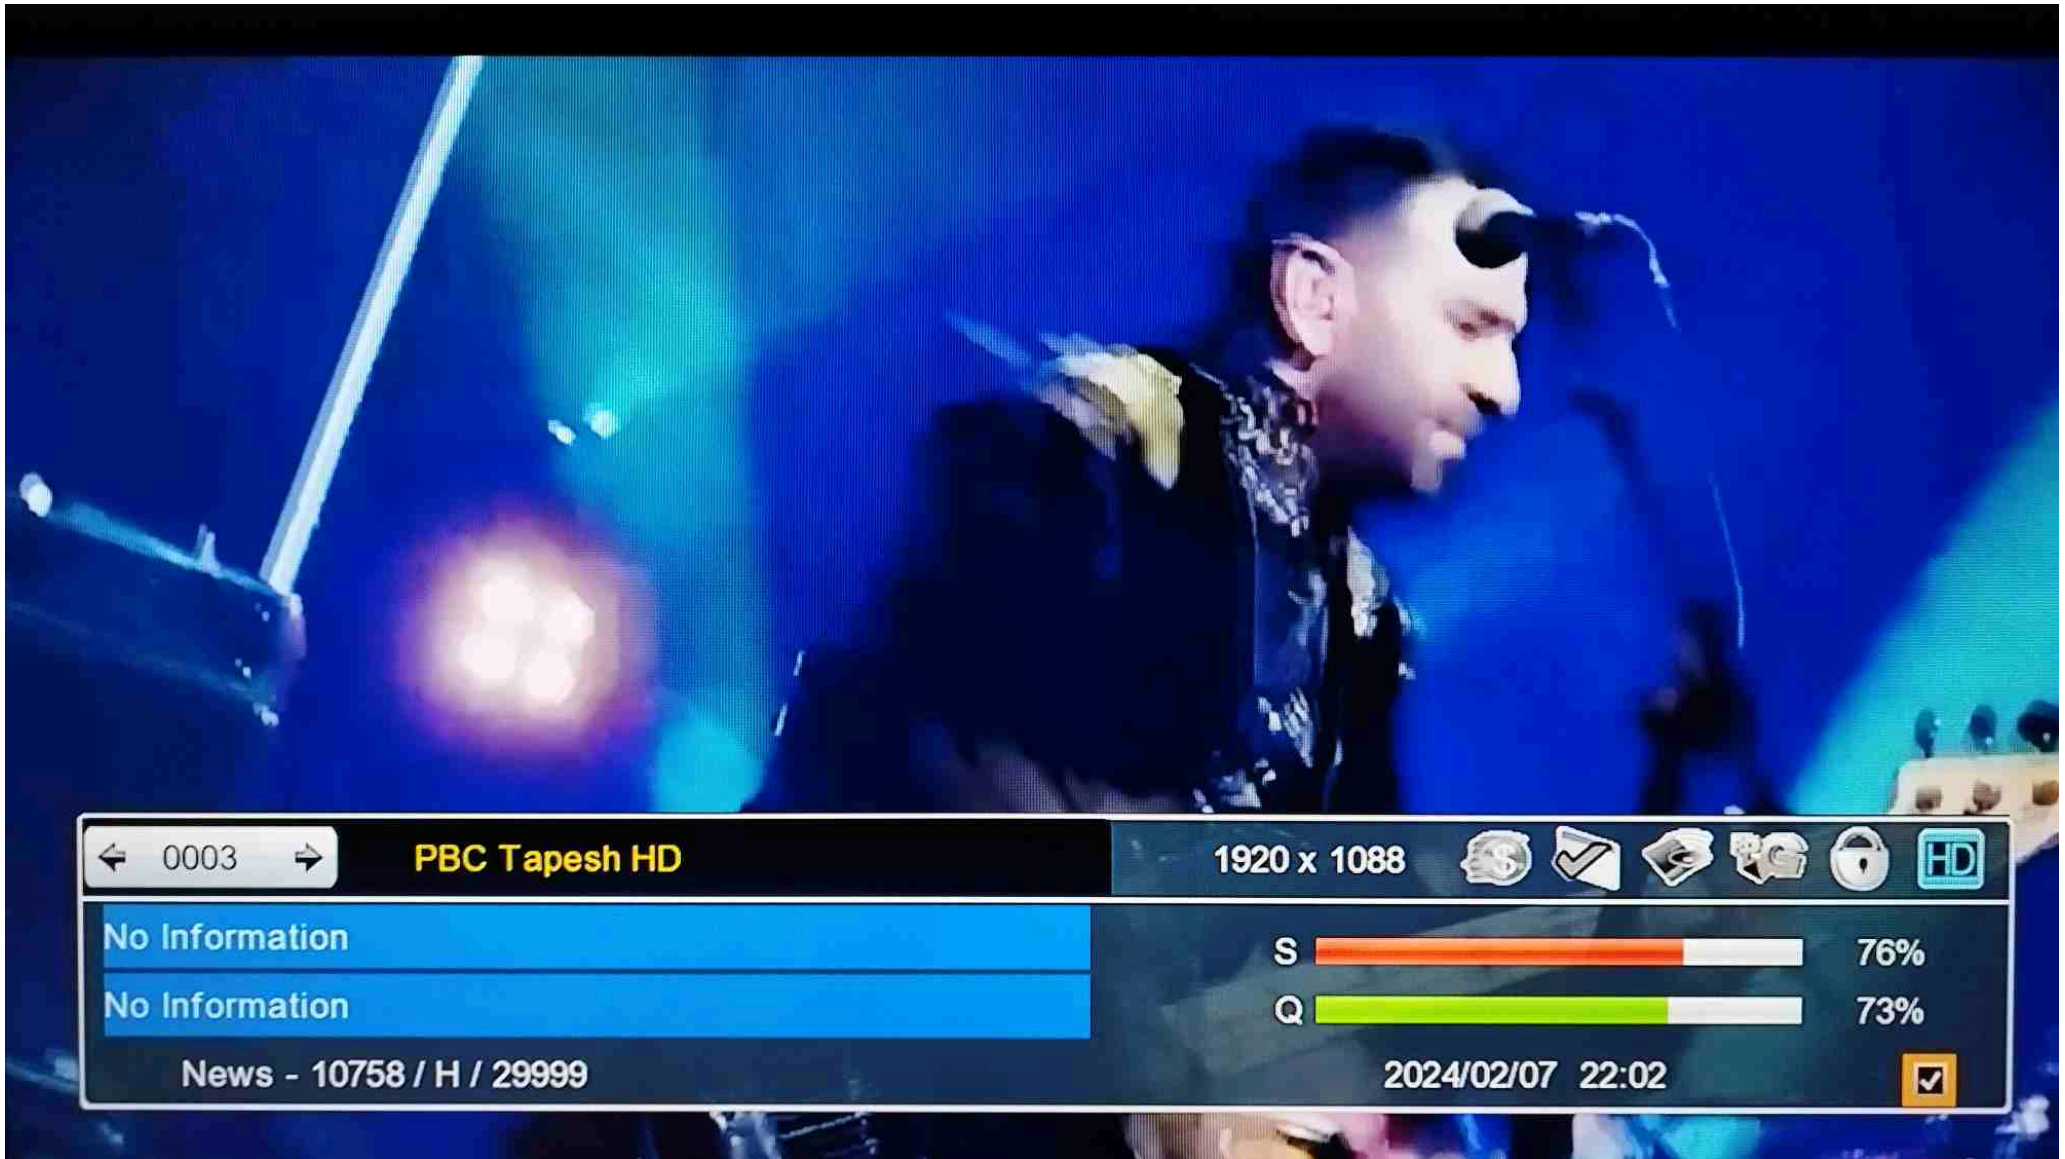 0003 PBC Tapesh HD 1920 x 1088 HD
No Information
S 76%
No Information
Q 73%
News - 10758 / H / 29999 2024/02/07 22:02